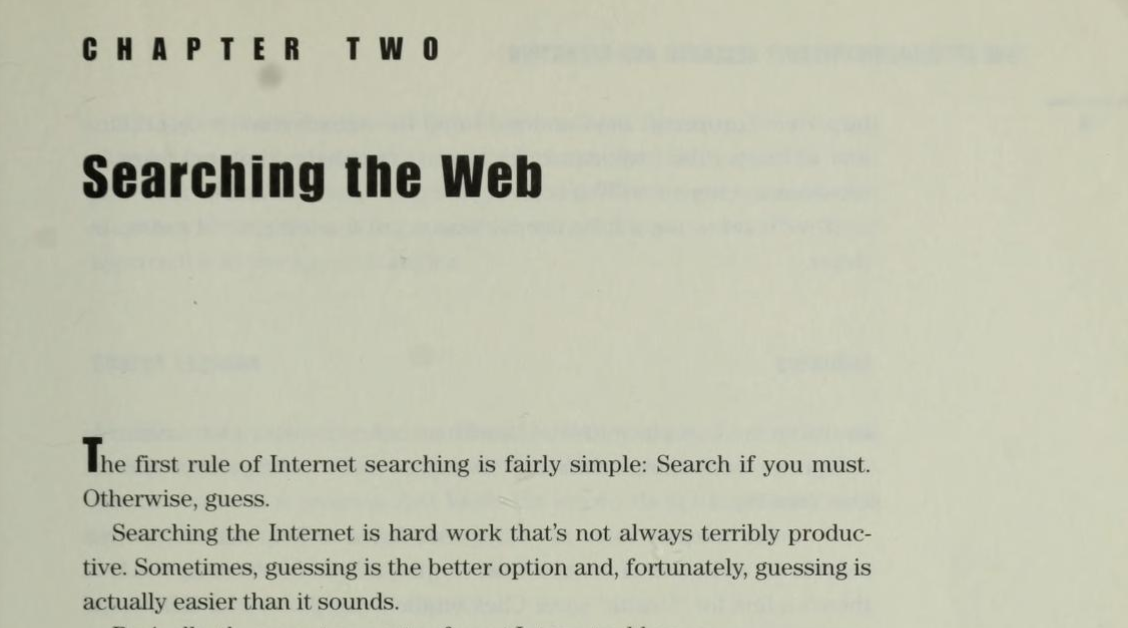 CHAPTER TWO
Searching the Web
The first rule of Internet searching is fairly simple: Search if you must.
Otherwise, guess.
Searching the Internet is hard work that's not always terribly produc-
tive. Sometimes, guessing is the better option and, fortunately, guessing is
actually easier than it sounds.